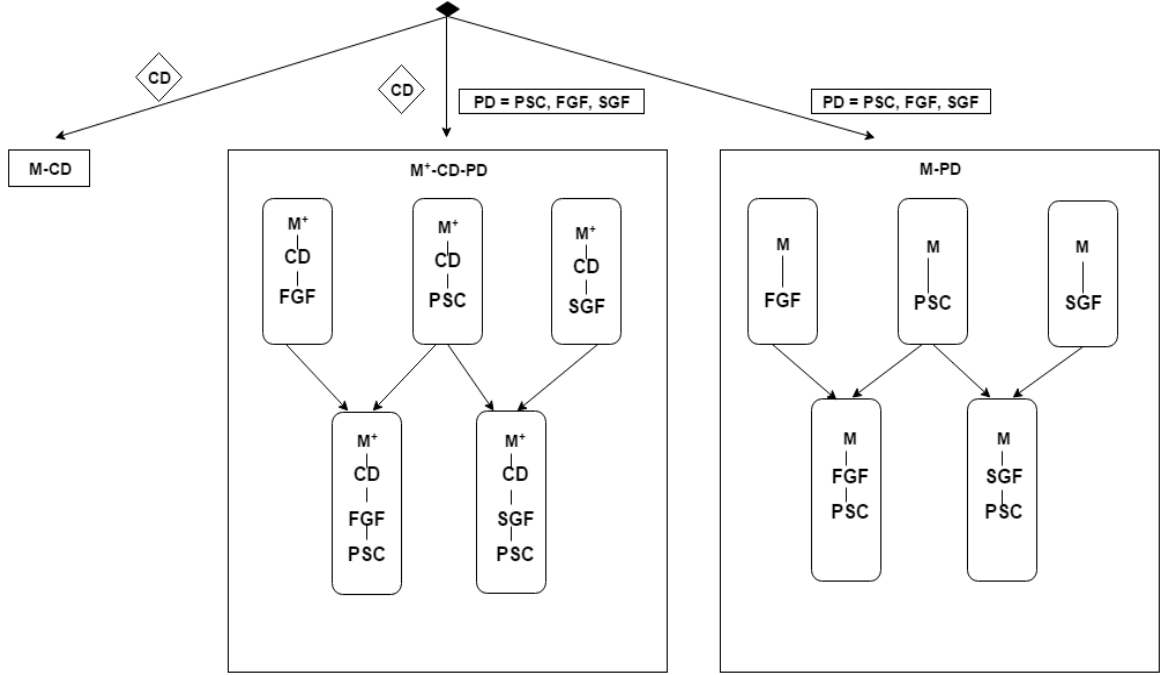 CD
CD
PD = PSC, FGF, SGF
PD = PSC, FGF, SGF
M-CD
M⁺-CD-PD
M⁺
CD
FGF
M⁺
CD
PSC
M⁺
CD
SGF
M⁺
CD
FGF
PSC
M⁺
CD
SGF
PSC
M-PD
M
FGF
M
PSC
M
SGF
M
FGF
PSC
M
SGF
PSC